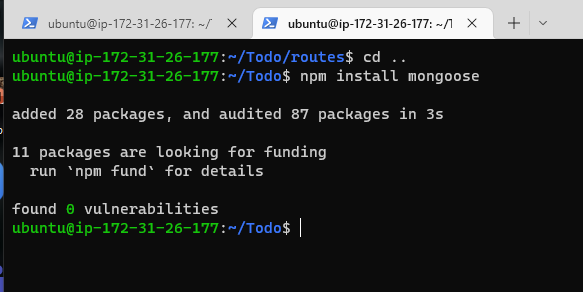 ubuntu@ip-172-31-26-177: ~/T ubuntu@ip-172-31-26-177: ~/T
ubuntu@ip-172-31-26-177:~/Todo/routes$ cd ..
ubuntu@ip-172-31-26-177:~/Todo$ npm install mongoose
added 28 packages, and audited 87 packages in 3s
11 packages are looking for funding
run `npm fund` for details
found 0 vulnerabilities
ubuntu@ip-172-31-26-177:~/Todo$